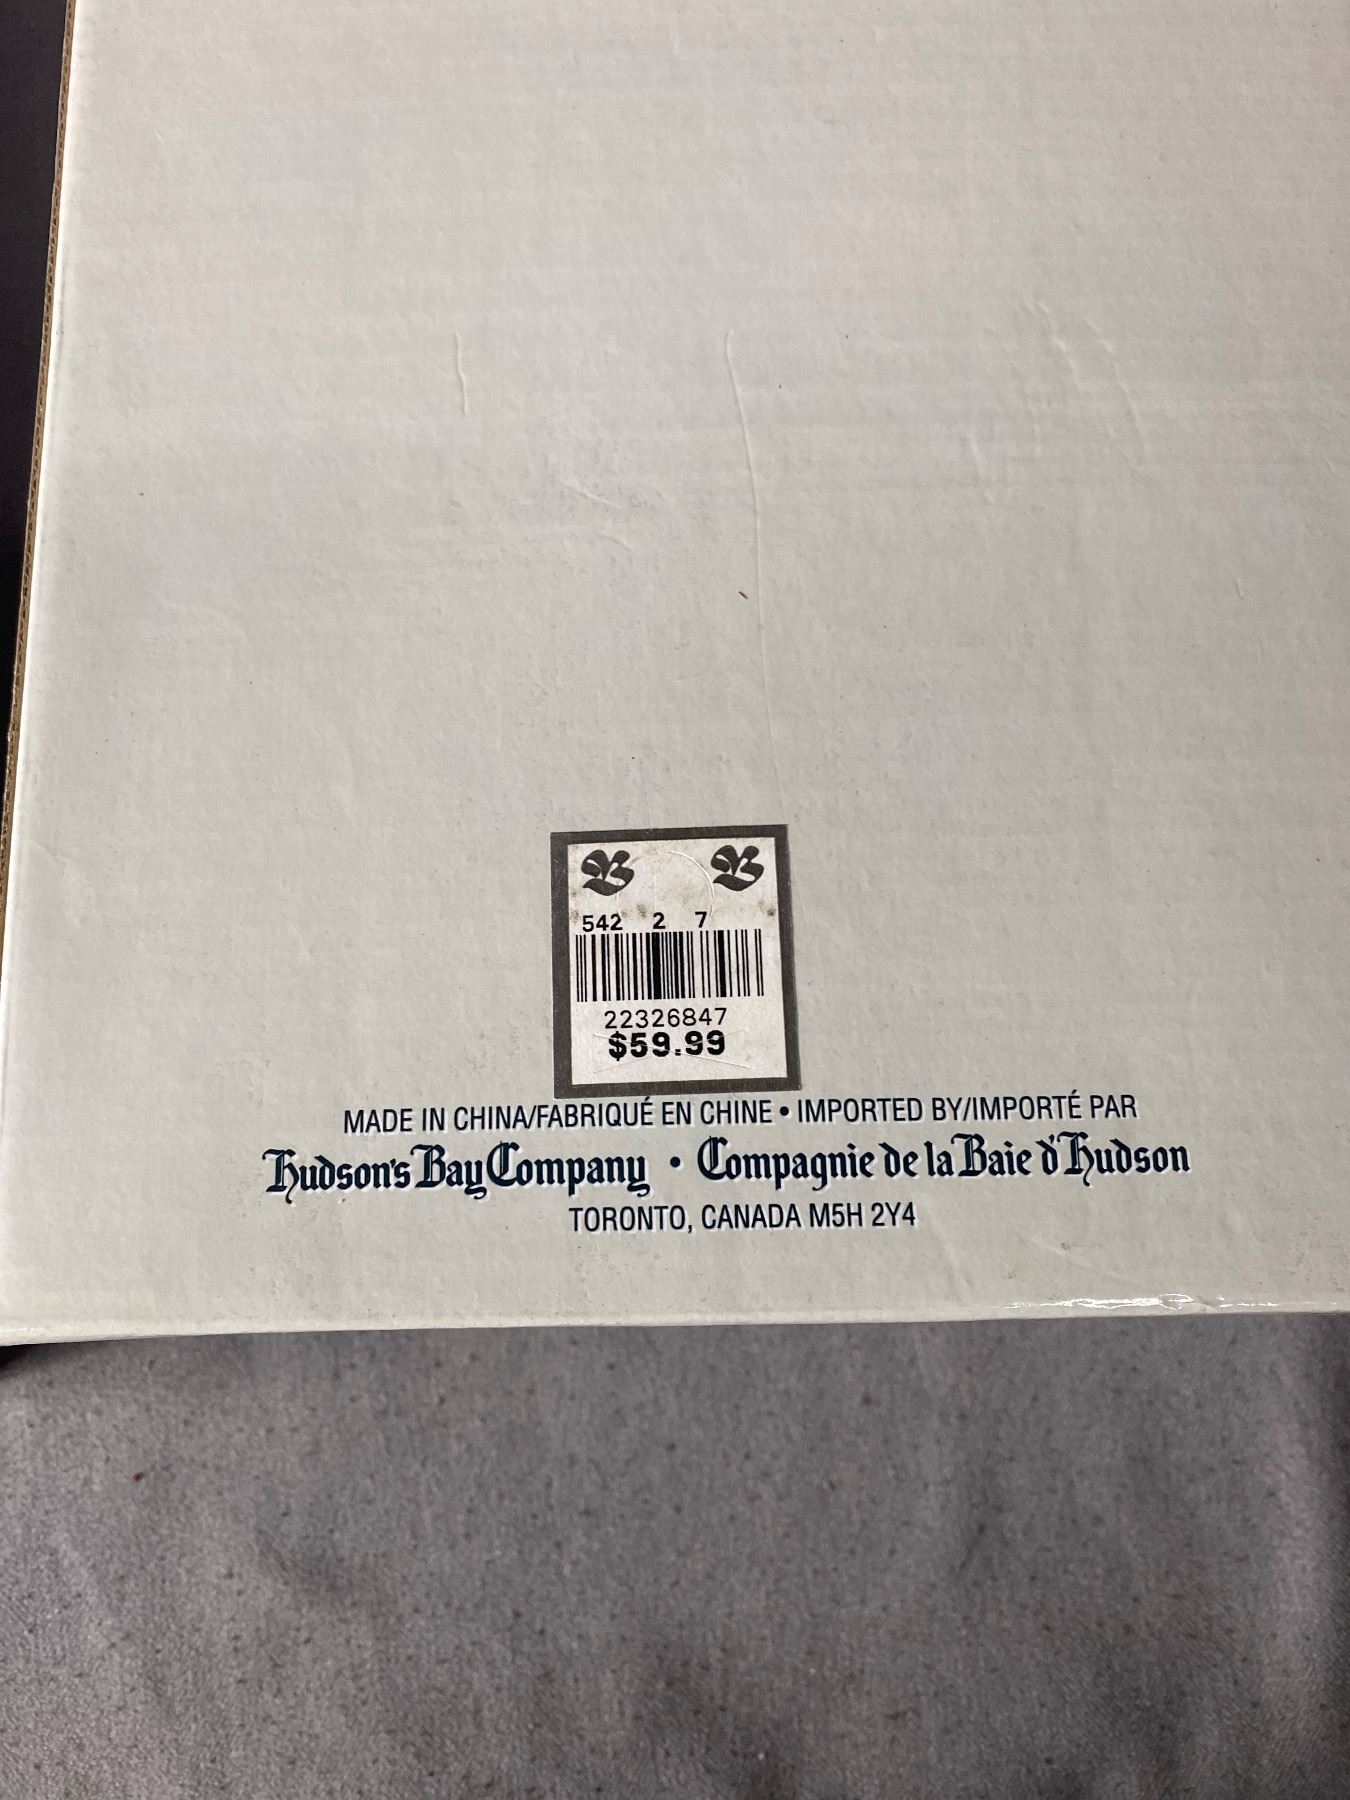 B B
542 2 7
22326847
$59.99
MADE IN CHINA/FABRIQUÉ EN CHINE • IMPORTED BY/IMPORTÉ PAR
Hudson's Bay Company • Compagnie de la Baie d'Hudson
TORONTO, CANADA M5H 2Y4